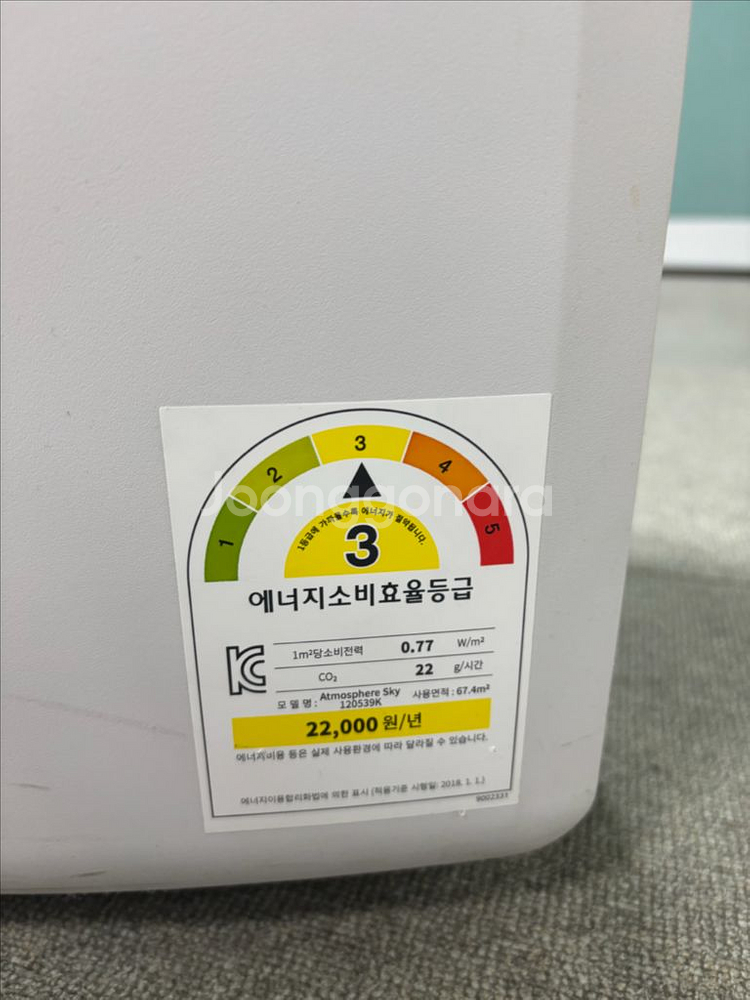 1 2 3 4 5
1등급에 가까울수록 에너지가 절약됩니다.
3
에너지소비효율등급
1m²당소비전력 0.77 W/m²
CO₂ 22 g/시간
모 델 명 : Atmosphere Sky 120539K 사용면적 : 67.4m²
22,000 원/년
에너지비용 등은 실제 사용환경에 따라 달라질 수 있습니다.
에너지이용합리화법에 의한 표시 (적용기준 시행일: 2018. 1. 1.)
9002333
Joonggonara